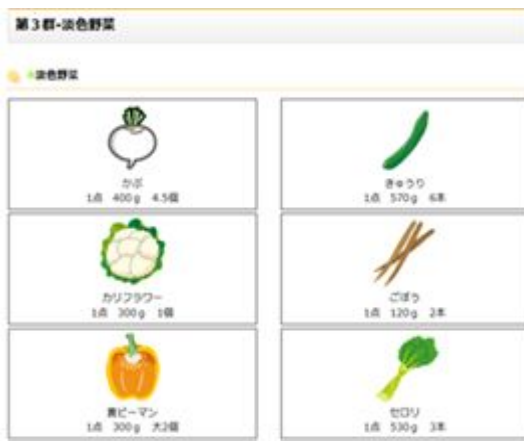 第3群-淡色野菜
淡色野菜
かぶ
1点 400g 4.5個
きゅうり
1点 570g 6本
カリフラワー
1点 300g 1個
ごぼう
1点 120g 2本
黄ピーマン
1点 300g 大2個
セロリ
1点 530g 3本